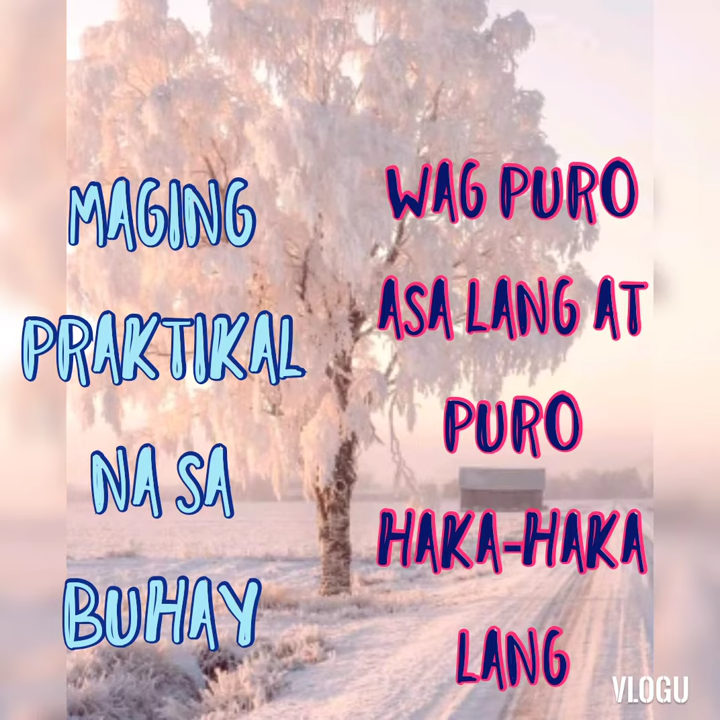 MAGING
PRAKTIKAL
NA SA
BUHAY
WAG PURO
ASA LANG AT
PURO
HAKA-HAKA
LANG
VLOGU